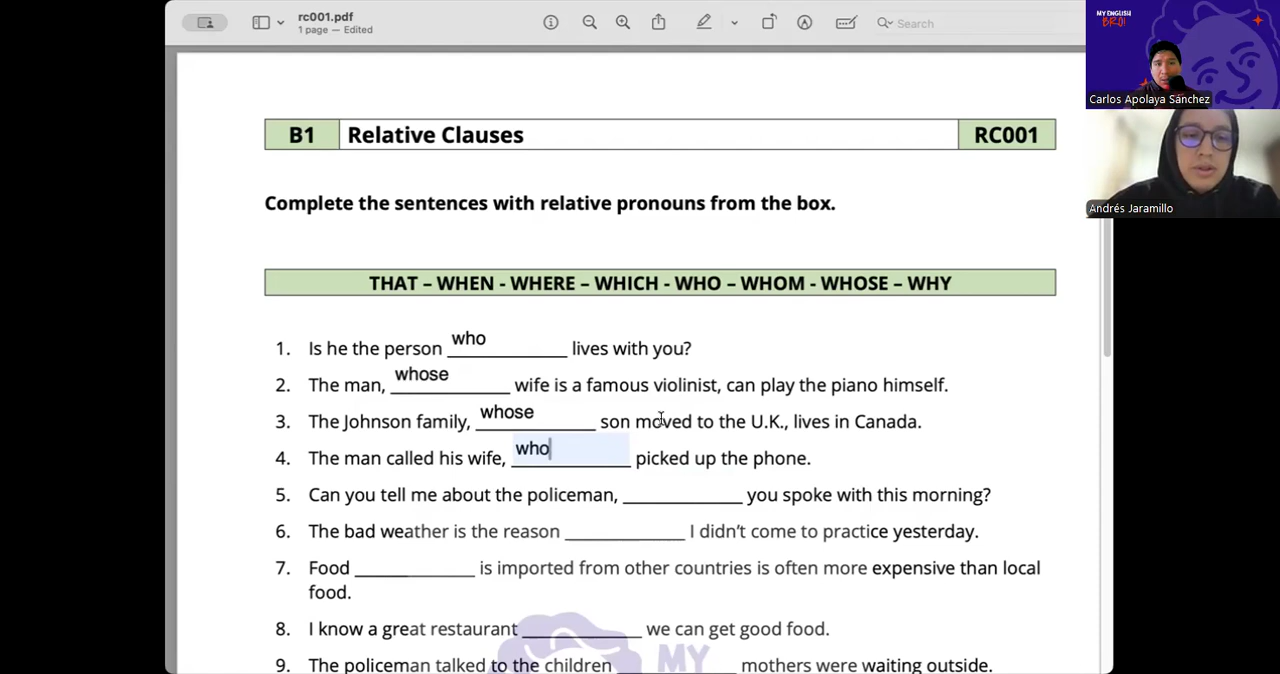 rc001.pdf
1 page — Edited
Search
MY ENGLISH
BRO!
Carlos Apolaya Sánchez
Andrés Jaramillo
B1 Relative Clauses RC001
Complete the sentences with relative pronouns from the box.
THAT – WHEN - WHERE – WHICH - WHO – WHOM - WHOSE – WHY
1. Is he the person who lives with you?
2. The man, whose wife is a famous violinist, can play the piano himself.
3. The Johnson family, whose son moved to the U.K., lives in Canada.
4. The man called his wife, who picked up the phone.
5. Can you tell me about the policeman, ____________ you spoke with this morning?
6. The bad weather is the reason ____________ I didn’t come to practice yesterday.
7. Food ____________ is imported from other countries is often more expensive than local
food.
8. I know a great restaurant ____________ we can get good food.
9. The policeman talked to the children ____________ mothers were waiting outside.
MY